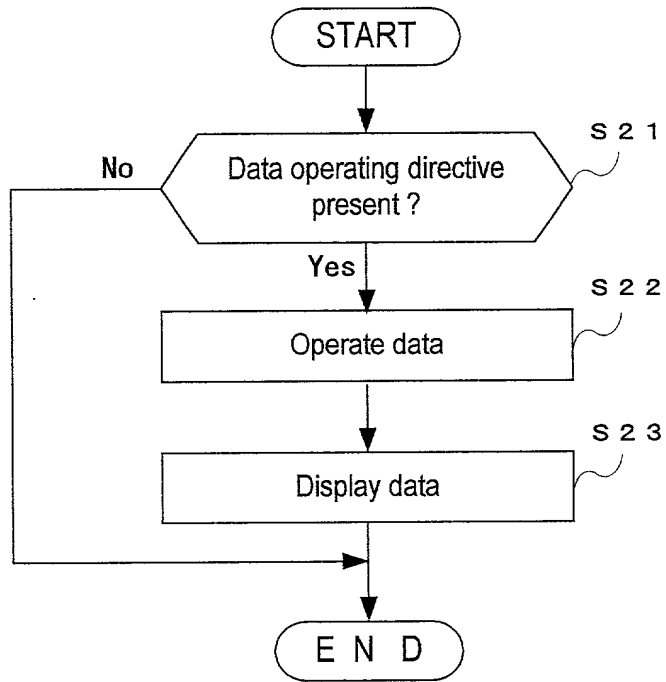 START
S 2 1
No
Data operating directive
present ?
Yes
S 2 2
Operate data
S 2 3
Display data
E N D